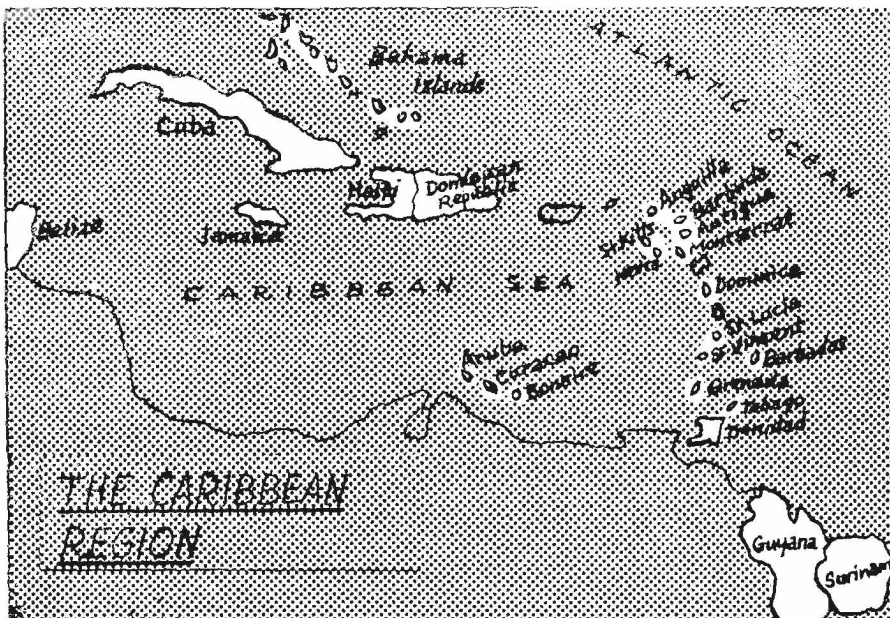 ATLANTIC OCEAN
Bahama
Islands
Cuba
Haiti
Dominican
Republic
Jamaica
Belize
Anguilla
Barbuda
St.Kitts
Antigua
Nevis
Montserrat
CARIBBEAN SEA
Dominica
St.Lucia
St Vincent
Barbados
Aruba
Curacao
Bonaire
Grenada
Tobago
Trinidad
THE CARIBBEAN
REGION
Guyana
Surinam